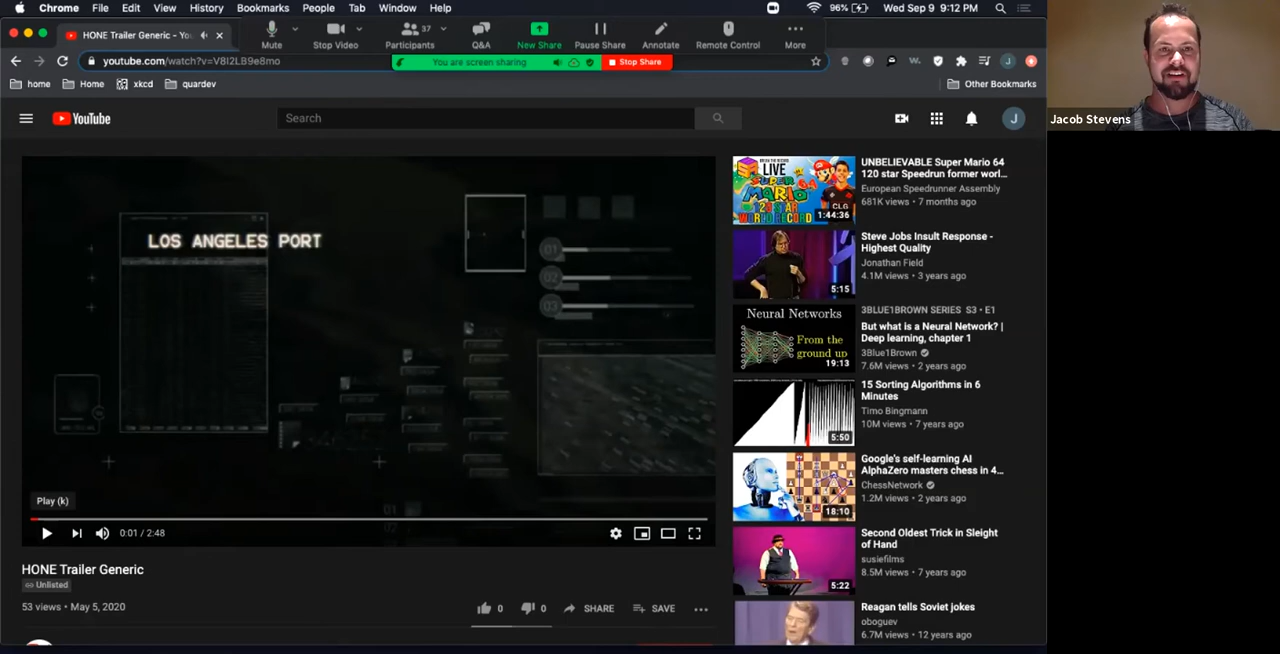 Chrome File Edit View History Bookmarks People Tab Window Help
96% Wed Sep 9 9:12 PM
HONE Trailer Generic - You
Mute Stop Video Participants 37 Q&A New Share Pause Share Annotate Remote Control More
youtube.com/watch?v=V8I2LB9e8mo
You are screen sharing Stop Share
home Home xkcd quardev Other Bookmarks
YouTube
Search
J
Jacob Stevens
LOS ANGELES PORT
01
02
03
Play (k)
0:01 / 2:48
HONE Trailer Generic
Unlisted
53 views • May 5, 2020
0 0 SHARE SAVE
LIVE
SUPER
MARIO
WORLD RECORD
CLG
1:44:36
UNBELIEVABLE Super Mario 64
120 star Speedrun former worl...
European Speedrunner Assembly
681K views • 7 months ago
5:15
Steve Jobs Insult Response -
Highest Quality
Jonathan Field
4.1M views • 3 years ago
Neural Networks
From the
ground up
19:13
3BLUE1BROWN SERIES S3 • E1
But what is a Neural Network? |
Deep learning, chapter 1
3Blue1Brown
7.6M views • 2 years ago
5:50
15 Sorting Algorithms in 6
Minutes
Timo Bingmann
10M views • 7 years ago
18:10
Google's self-learning AI
AlphaZero masters chess in 4...
ChessNetwork
1.2M views • 2 years ago
5:22
Second Oldest Trick in Sleight
of Hand
susiefilms
8.5M views • 7 years ago
Reagan tells Soviet jokes
oboguev
6.7M views • 12 years ago